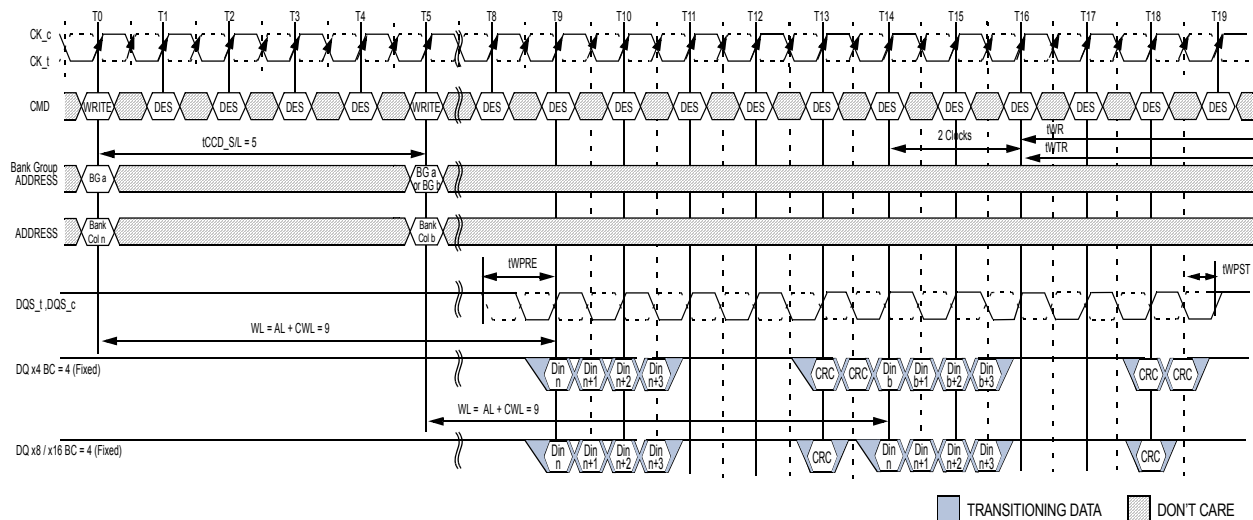 T0 T1 T2 T3 T4 T5 T8 T9 T10 T11 T12 T13 T14 T15 T16 T17 T18 T19
CK_c
CK_t
CMD WRITE DES DES DES DES WRITE DES DES DES DES DES DES DES DES DES DES DES DES
2 Clocks tWR
tCCD_S/L = 5
tWTR
Bank Group
ADDRESS
BG a
BG a
or BG b
ADDRESS
Bank
Col n
Bank
Col b
tWPRE tWPST
DQS_t ,DQS_c
WL = AL + CWL = 9
DQ x4 BC = 4 (Fixed)
Din
n
Din
n+1
Din
n+2
Din
n+3
CRC CRC
Din
b
Din
b+1
Din
b+2
Din
b+3
CRC CRC
WL = AL + CWL = 9
DQ x8 / x16 BC = 4 (Fixed)
Din
n
Din
n+1
Din
n+2
Din
n+3
CRC
Din
n
Din
n+1
Din
n+2
Din
n+3
CRC
TRANSITIONING DATA DON'T CARE